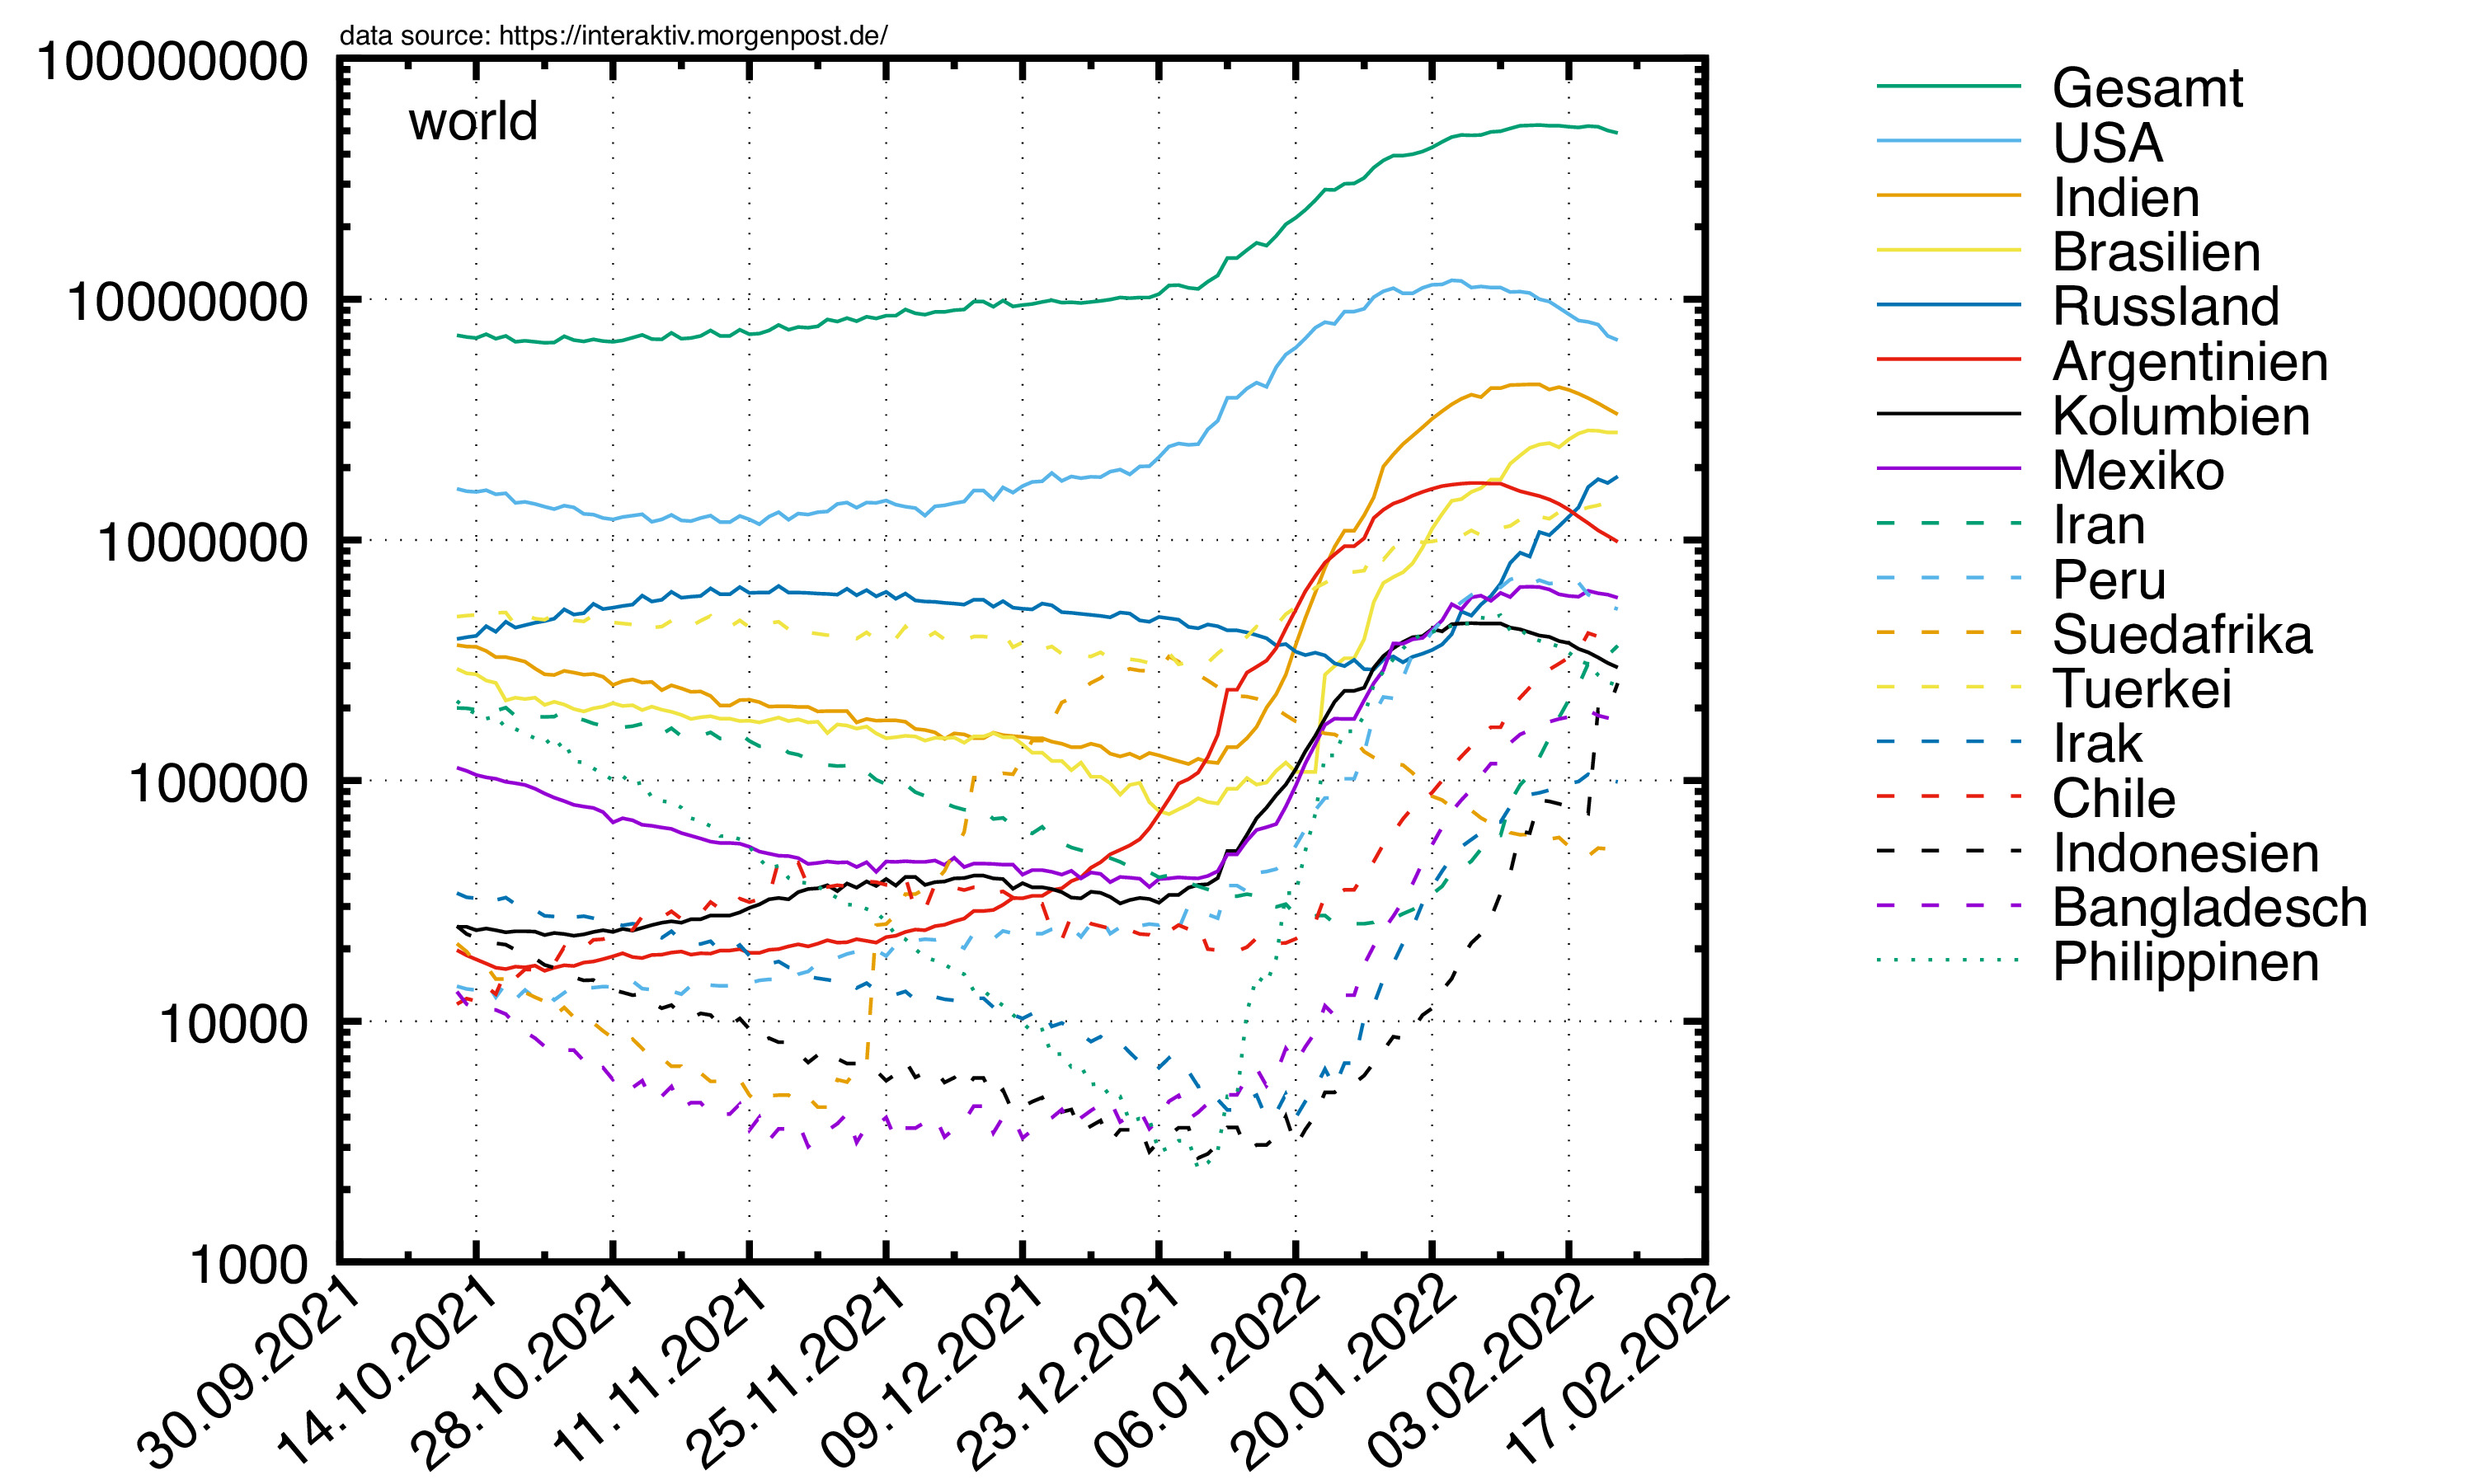 data source: https://interaktiv.morgenpost.de/
world
100000000
10000000
1000000
100000
10000
1000
30.09.2021
14.10.2021
28.10.2021
11.11.2021
25.11.2021
09.12.2021
23.12.2021
06.01.2022
20.01.2022
03.02.2022
17.02.2022
Gesamt
USA
Indien
Brasilien
Russland
Argentinien
Kolumbien
Mexiko
Iran
Peru
Suedafrika
Tuerkei
Irak
Chile
Indonesien
Bangladesch
Philippinen